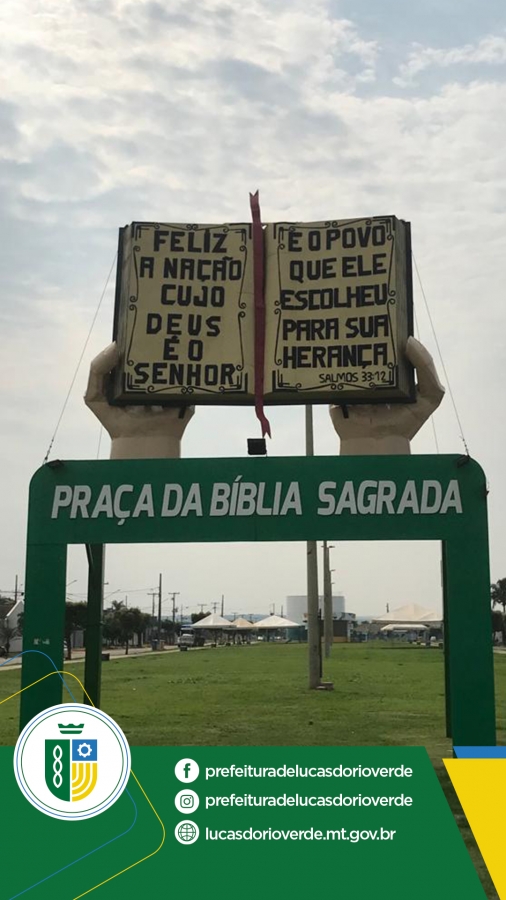 FELIZ
A NAÇÃO
CUJO
DEUS
É O
SENHOR
E O POVO
QUE ELE
ESCOLHEU
PARA SUA
HERANÇA
SALMOS 33:12
PRAÇA DA BÍBLIA SAGRADA
prefeituradelucasdorioverde
prefeituradelucasdorioverde
lucasdorioverde.mt.gov.br